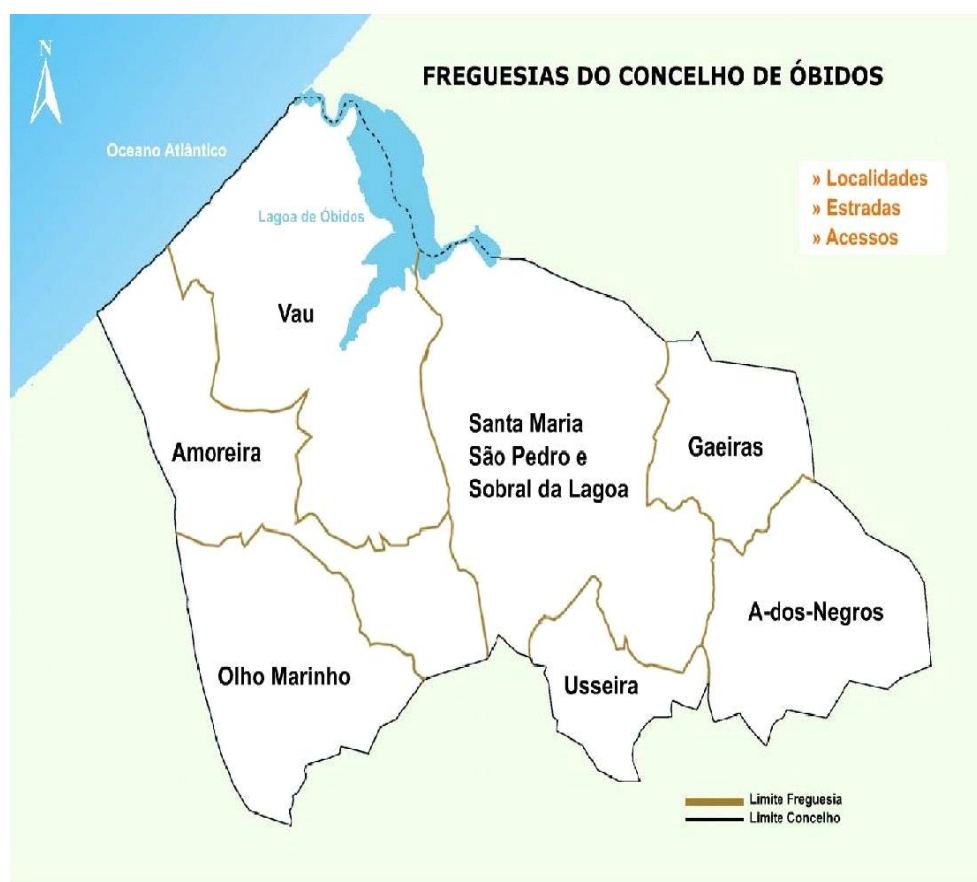 N
FREGUESIAS DO CONCELHO DE ÓBIDOS
Oceano Atlântico
» Localidades
» Estradas
» Acessos
Lagoa de Óbidos
Vau
Santa Maria
São Pedro e
Sobral da Lagoa
Amoreira
Gaeiras
A-dos-Negros
Olho Marinho
Usseira
Limite Freguesia
Limite Concelho